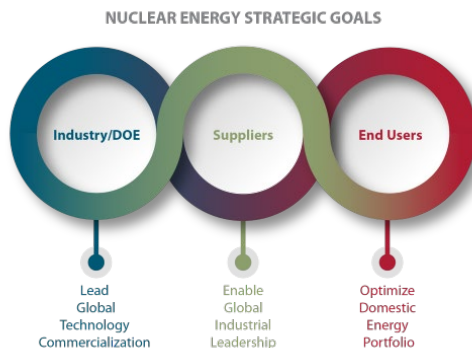 NUCLEAR ENERGY STRATEGIC GOALS
Industry/DOE
Suppliers
End Users
Lead
Global
Technology
Commercialization
Enable
Global
Industrial
Leadership
Optimize
Domestic
Energy
Portfolio